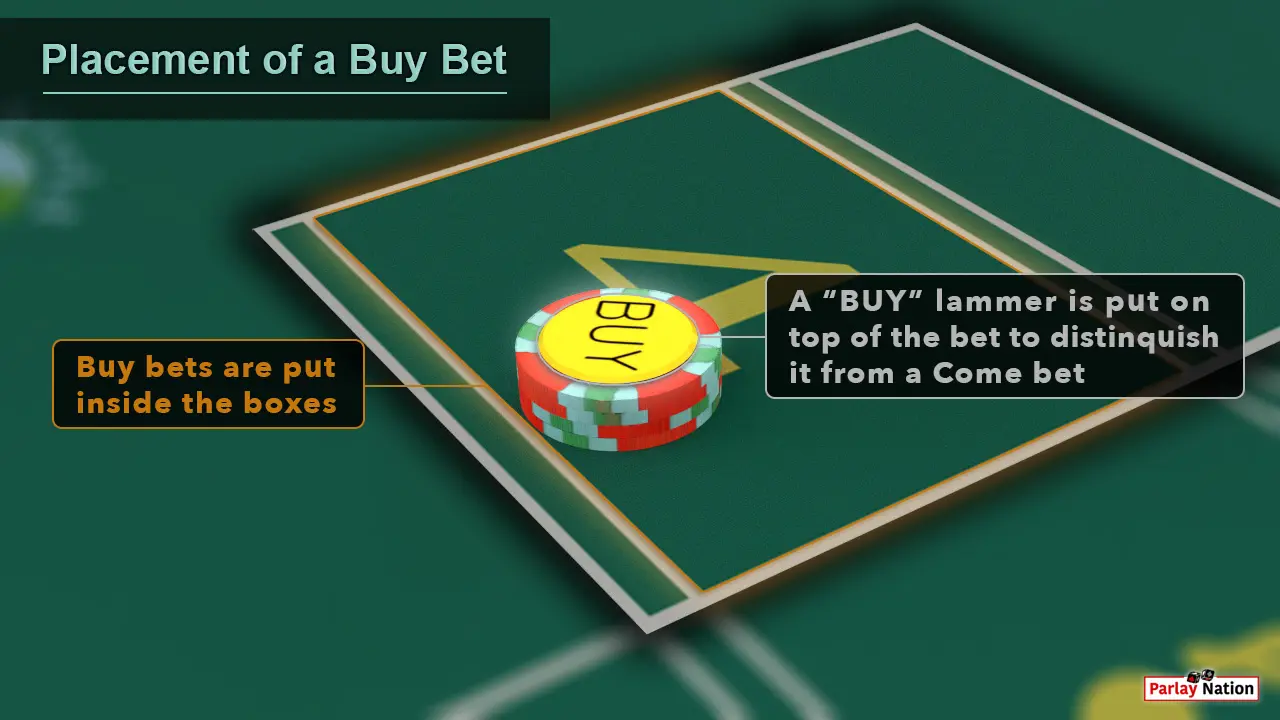 Placement of a Buy Bet
A “BUY” lammer is put on
top of the bet to distinquish
it from a Come bet
BUY
4
Buy bets are put
inside the boxes
Parlay Nation